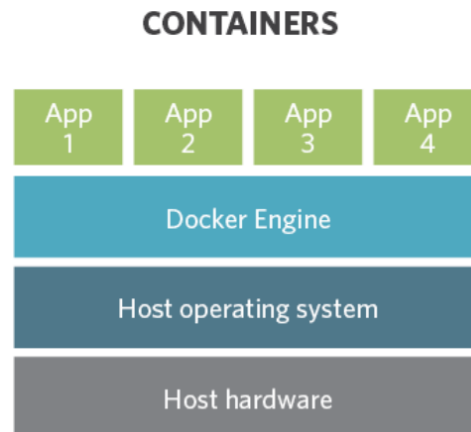 CONTAINERS
App
1
App
2
App
3
App
4
Docker Engine
Host operating system
Host hardware